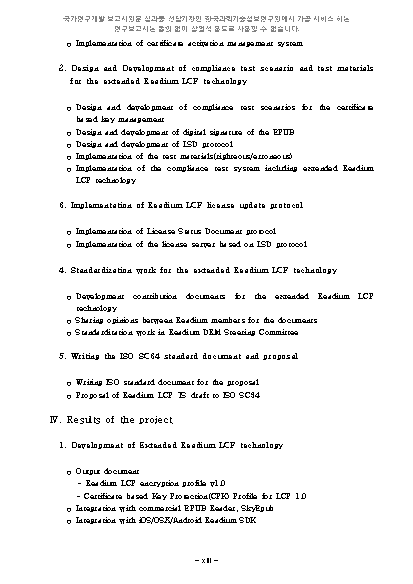 국가연구개발 보고서원문 성과물 전담기관인 한국과학기술정보연구원에서 가공·서비스 하는
연구보고서는 동의 없이 상업적 용도로 사용할 수 없습니다.
o Implementation of certificate activation management system
2. Design and Development of compliance test scenario and test materials
for the extended Readium LCP technology
o Design and development of compliance test scenarios for the certificate
based key management
o Design and development of digital signature of the EPUB
o Design and development of LSD protocol
o Implementation of the test materials(righteous/erroneous)
o Implementation of the compliance test system including extended Readium
LCP technology
3. Implementation of Readium LCP license update protocol
o Implementation of License Status Document protocol
o Implementation of the license server based on LSD protocol
4. Standardization work for the extended Readium LCP technology
o Development contribution documents for the extended Readium LCP
technology
o Sharing opinions between Readium members for the documents
o Standardization work in Readium DRM Steering Committee
5. Writing the ISO SC34 standard document and proposal
o Writing ISO standard document for the proposal
o Proposal of Readium LCP TS draft to ISO SC34
IV. Results of the project
1. Development of Extended Readium LCP technology
o Output document
- Readium LCP encryption profile v1.0
- Certificate based Key Protection(CPK) Profile for LCP 1.0
o Integration with commercial EPUB Reader, SkyEpub
o Integration with iOS/OSX/Android Readium SDK
- xiii -